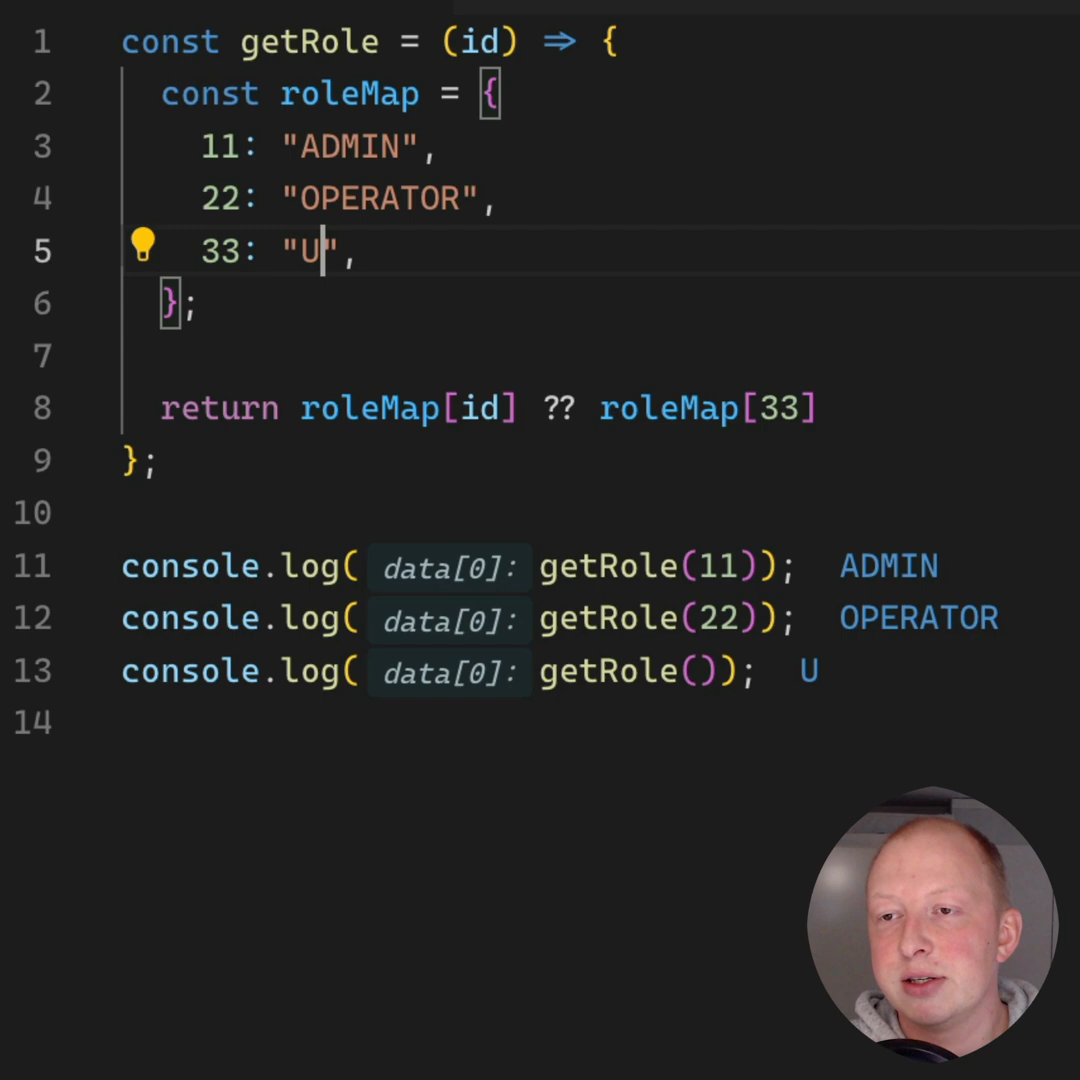 1 const getRole = (id) => {
2 const roleMap = {
3 11: "ADMIN",
4 22: "OPERATOR",
5 33: "U",
6 };
7
8 return roleMap[id] ?? roleMap[33]
9 };
10
11 console.log( data[0]: getRole(11)); ADMIN
12 console.log( data[0]: getRole(22)); OPERATOR
13 console.log( data[0]: getRole()); U
14